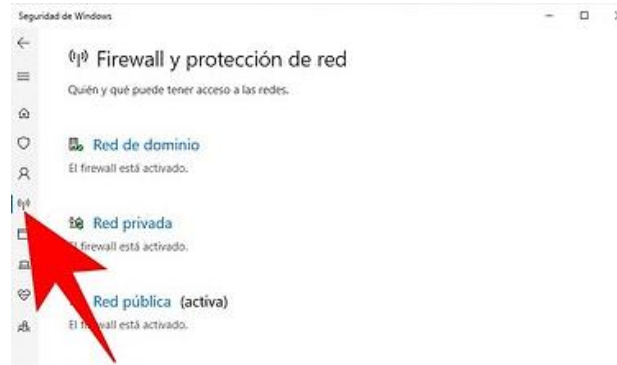 Seguridad de Windows
Firewall y protección de red
Quién y qué puede tener acceso a las redes.
Red de dominio
El firewall está activado.
Red privada
El firewall está activado.
Red pública (activa)
El firewall está activado.